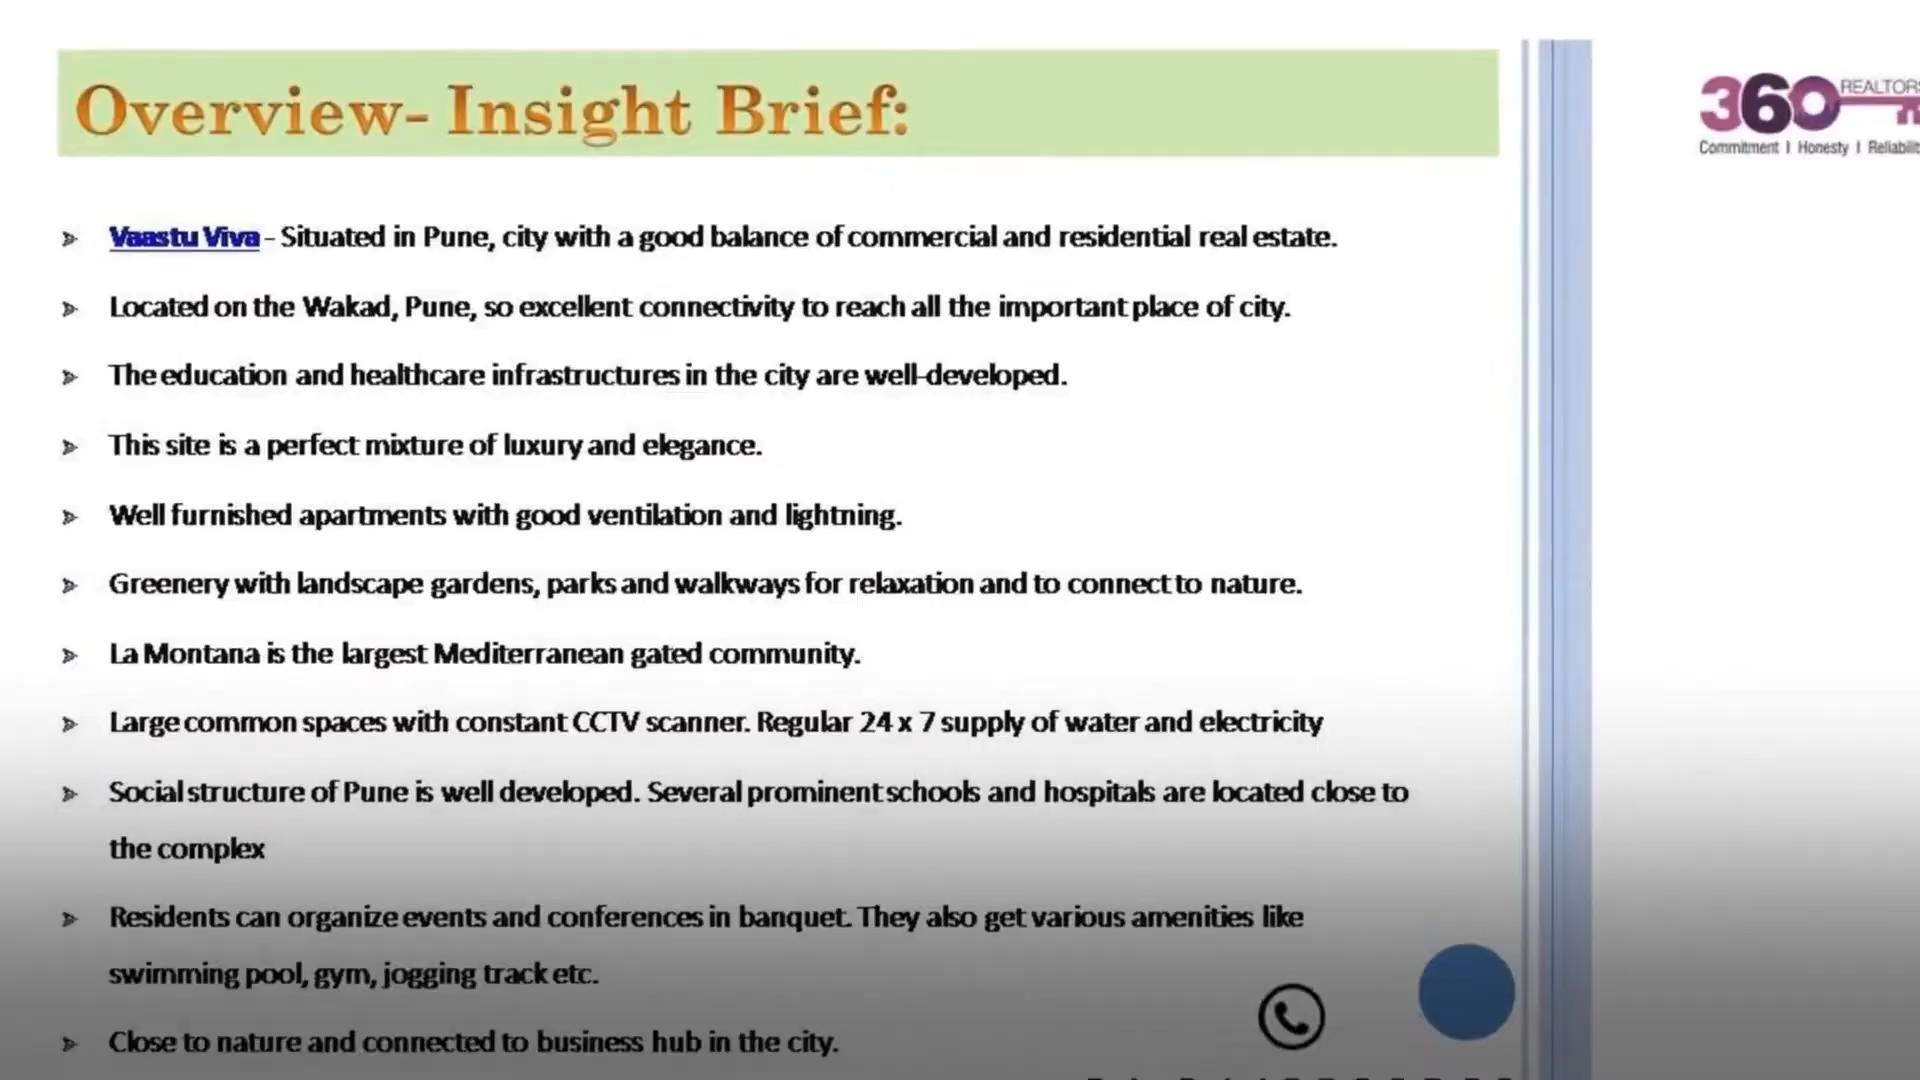 Overview- Insight Brief:
360 REALTORS
Commitment I Honesty I
Vaastu Viva - Situated in Pune, city with a good balance of commercial and residential real estate.
Located on the Wakad, Pune, so excellent connectivity to reach all the important place of city.
The education and healthcare infrastructures in the city are well-developed.
This site is a perfect mixture of luxury and elegance.
Well furnished apartments with good ventilation and lightning.
Greenery with landscape gardens, parks and walkways for relaxation and to connect to nature.
La Montana is the largest Mediterranean gated community.
Large common spaces with constant CCTV scanner. Regular 24 x 7 supply of water and electricity
Social structure of Pune is well developed. Several prominent schools and hospitals are located close to
the complex
Residents can organize events and conferences in banquet. They also get various amenities like
swimming pool, gym, jogging track etc.
Close to nature and connected to business hub in the city.